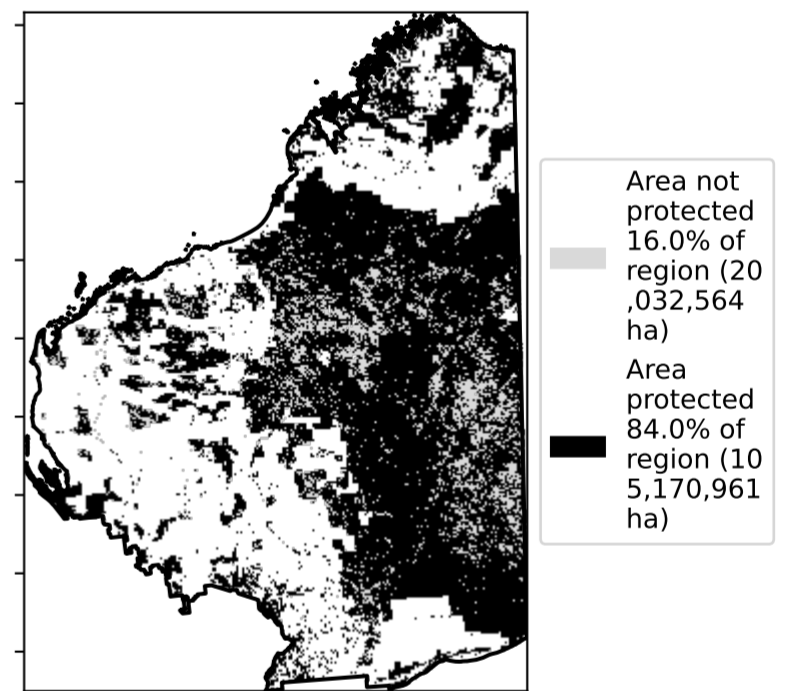 Area not
protected
16.0% of
region (20
,032,564
ha)
Area
protected
84.0% of
region (10
5,170,961
ha)